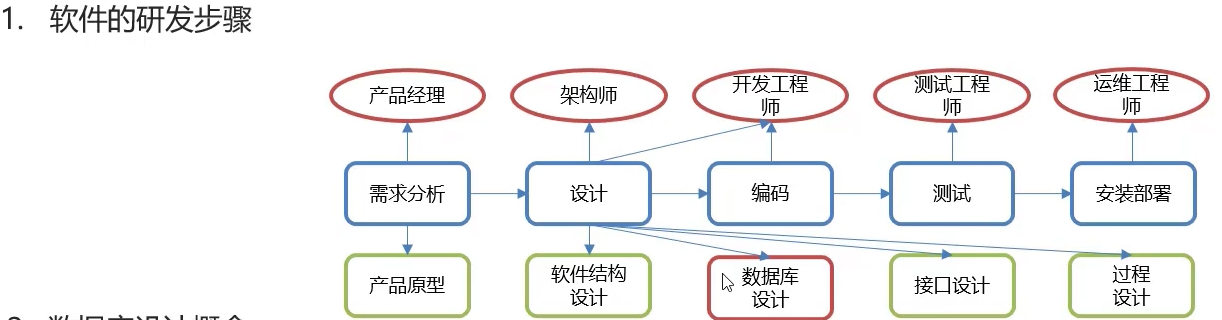 1. 软件的研发步骤
产品经理
架构师
开发工程
师
测试工程
师
运维工程
师
需求分析
设计
编码
测试
安装部署
产品原型
软件结构
设计
数据库
设计
接口设计
过程
设计